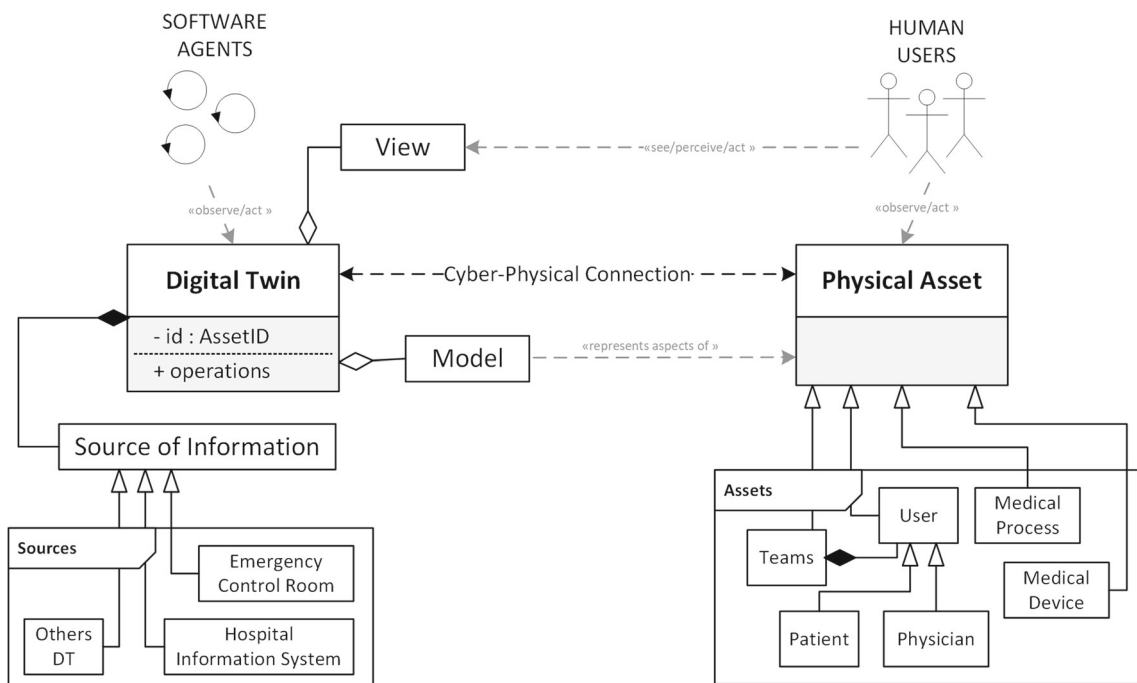 SOFTWARE
AGENTS
HUMAN
USERS
View
«see/perceive/act »
«observe/act »
«observe/act »
Digital Twin
Cyber-Physical Connection
Physical Asset
- id : AssetID
+ operations
Model
«represents aspects of »
Source of Information
Sources
Emergency
Control Room
Others
DT
Hospital
Information System
Assets
User
Medical
Process
Teams
Medical
Device
Patient
Physician